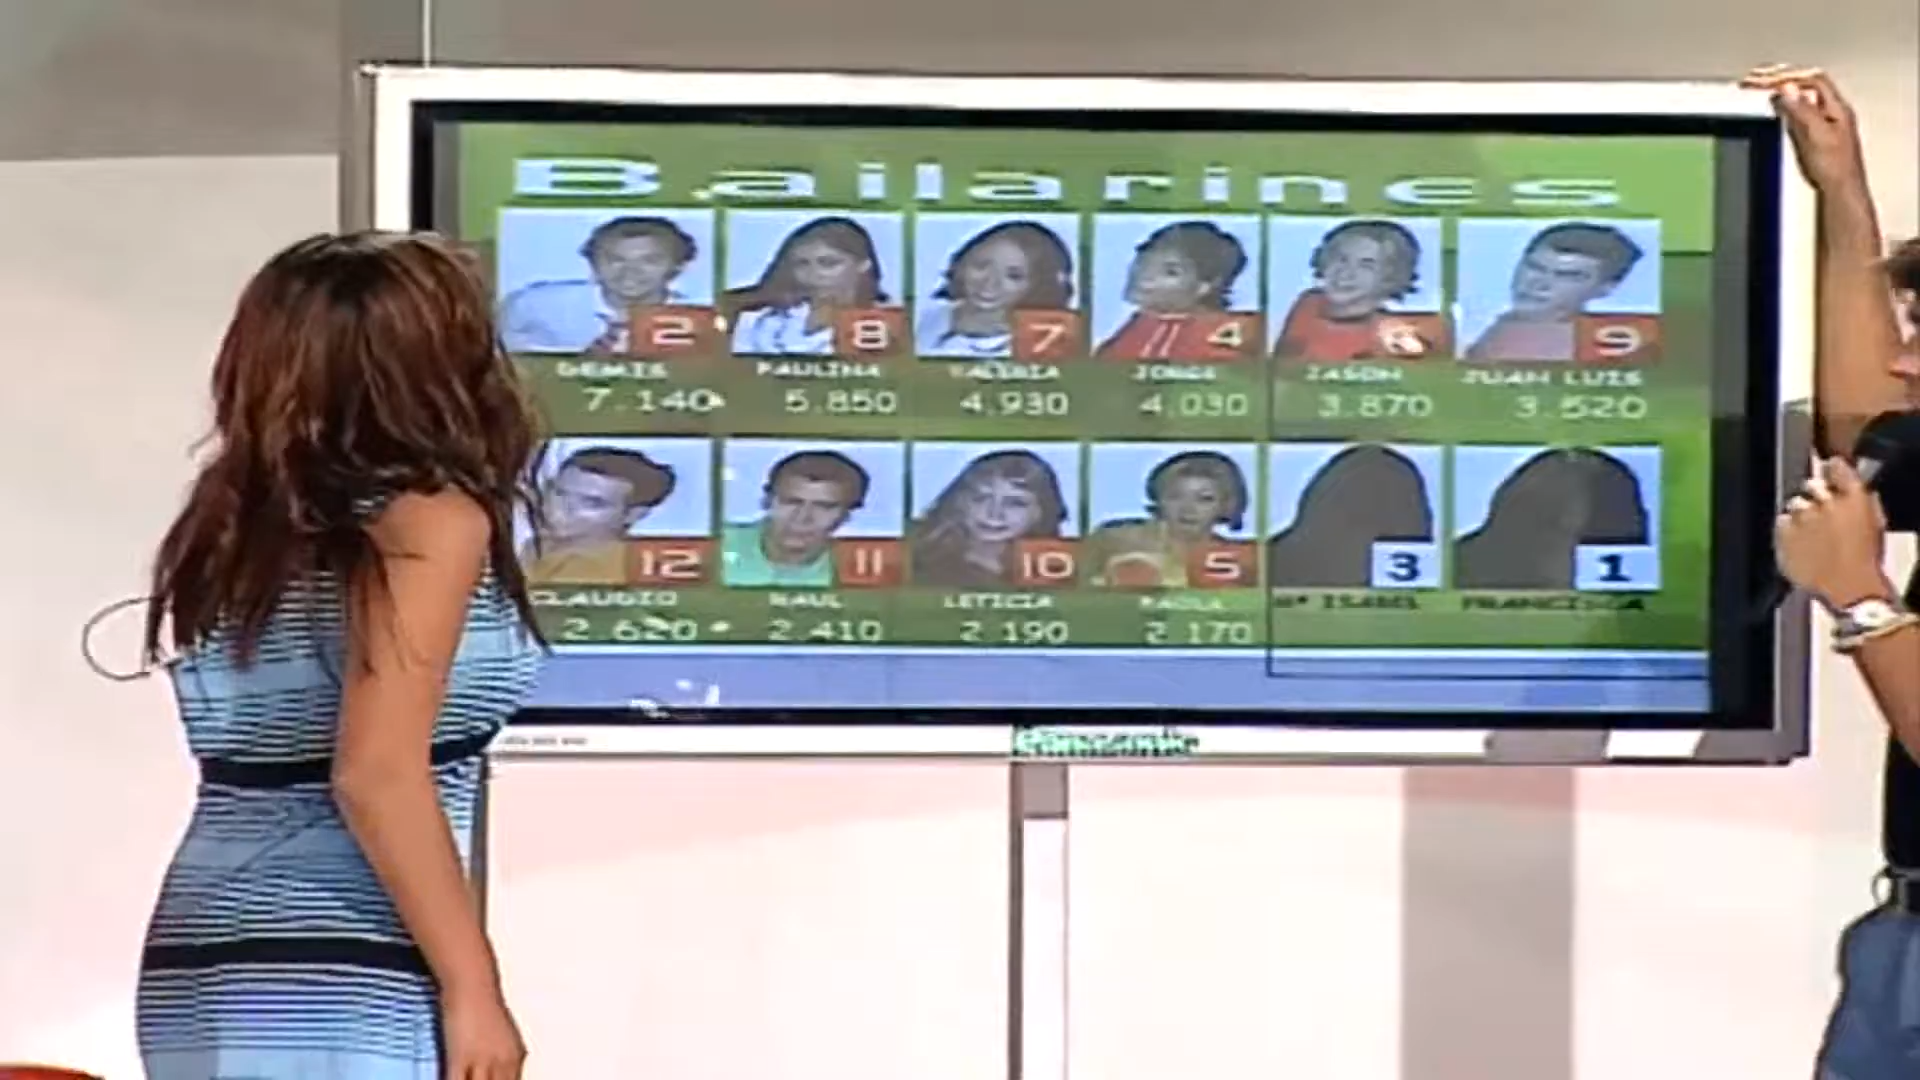 Bailarines
2 8 7 4 6 9
GEMIS PAULINA VALERIA JORGE JASON JUAN LUIS
7.140 5.850 4.930 4.030 3.870 3.520
12 11 10 5 3 1
CLAUDIO RAUL LETICIA PAOLA Mª ISABEL FRANCISCA
2.620 2.410 2.190 2.170